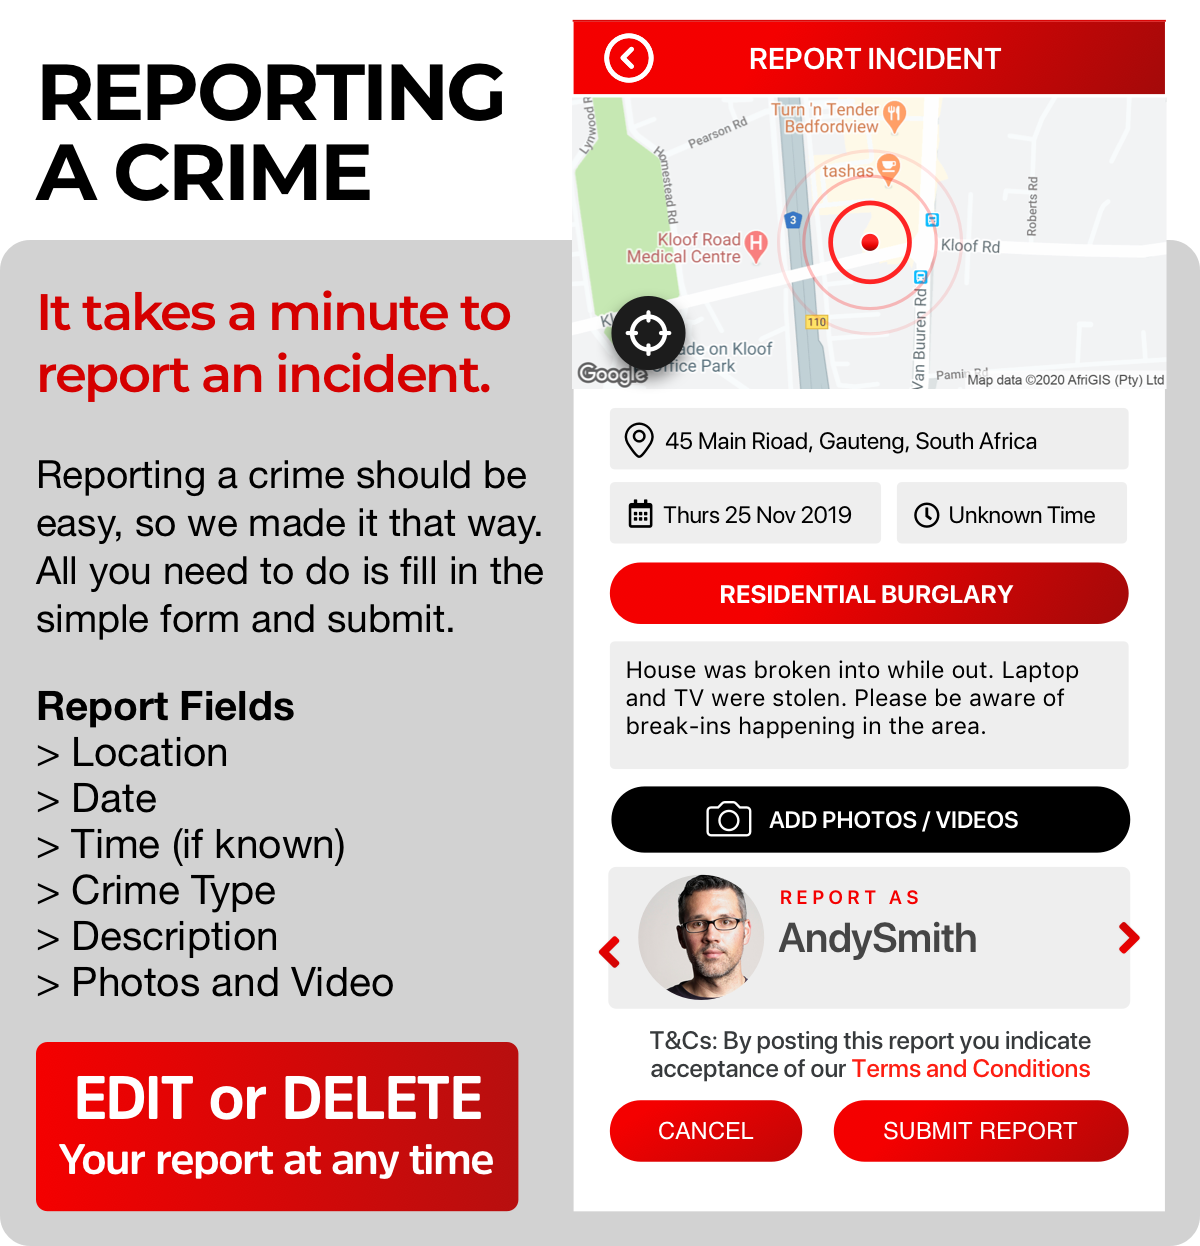 REPORTING
A CRIME
It takes a minute to
report an incident.
Reporting a crime should be
easy, so we made it that way.
All you need to do is fill in the
simple form and submit.
Report Fields
> Location
> Date
> Time (if known)
> Crime Type
> Description
> Photos and Video
EDIT or DELETE
Your report at any time
REPORT INCIDENT
Turn 'n Tender
Bedfordview
Lynwood R
Pearson Rd
Homestead Rd
tashas
Roberts Rd
3
Kloof Road
Medical Centre
H
Kloof Rd
110
Van Buuren Rd
ade on Kloof
ffice Park
Google
Map data ©2020 AfriGIS (Pty) Ltd
45 Main Rioad, Gauteng, South Africa
Thurs 25 Nov 2019
Unknown Time
RESIDENTIAL BURGLARY
House was broken into while out. Laptop
and TV were stolen. Please be aware of
break-ins happening in the area.
ADD PHOTOS / VIDEOS
REPORT AS
AndySmith
T&Cs: By posting this report you indicate
acceptance of our Terms and Conditions
CANCEL
SUBMIT REPORT